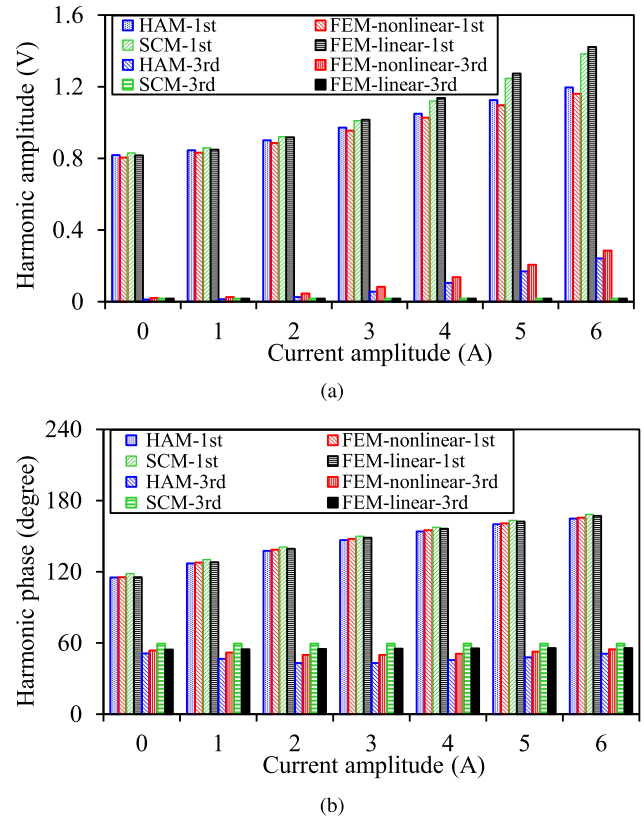 Harmonic amplitude (V)
1.6
1.2
0.8
0.4
0
HAM-1st
FEM-nonlinear-1st
SCM-1st
FEM-linear-1st
HAM-3rd
FEM-nonlinear-3rd
SCM-3rd
FEM-linear-3rd
0 1 2 3 4 5 6
Current amplitude (A)
(a)
Harmonic phase (degree)
240
180
120
60
0
HAM-1st
FEM-nonlinear-1st
SCM-1st
FEM-linear-1st
HAM-3rd
FEM-nonlinear-3rd
SCM-3rd
FEM-linear-3rd
0 1 2 3 4 5 6
Current amplitude (A)
(b)